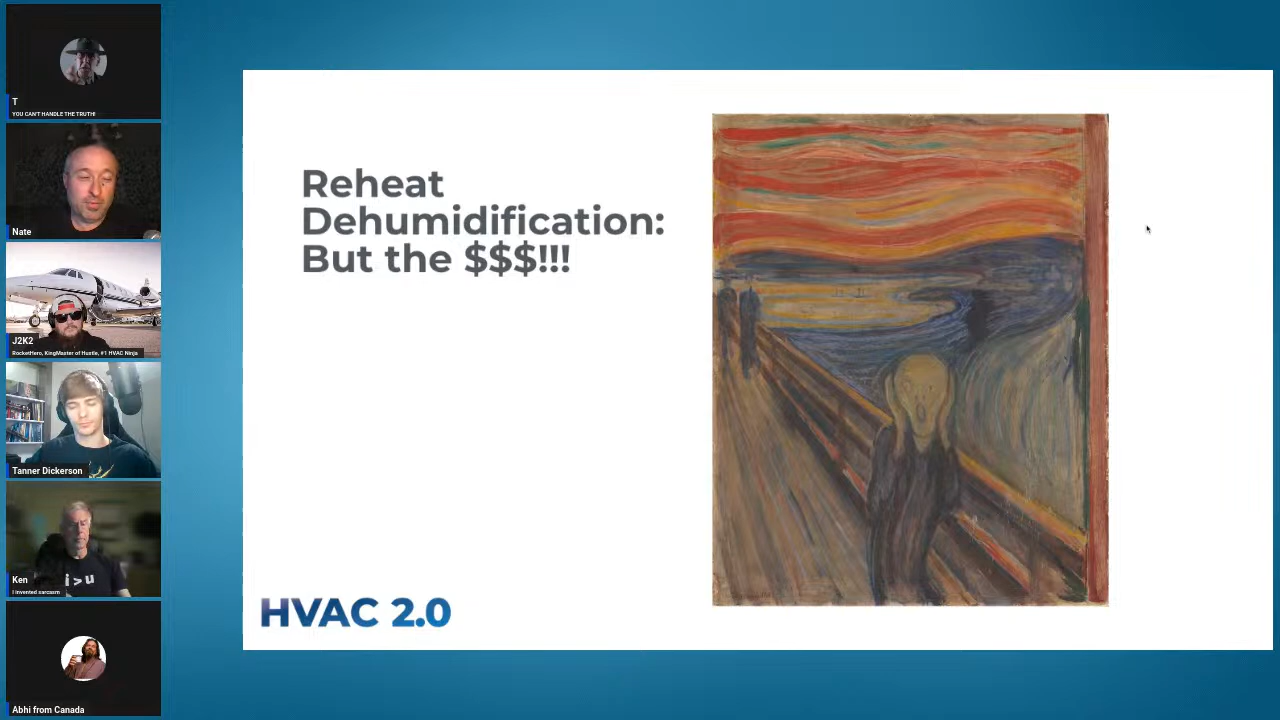 T
YOU CAN'T HANDLE THE TRUTH!
Nate
J2K2
RocketHero, KingMaster of Hustle, #1 HVAC Ninja
Tanner Dickerson
Ken
i>u
I invented sarcasm
Abhi from Canada
Reheat
Dehumidification:
But the $$$!!!
HVAC 2.0